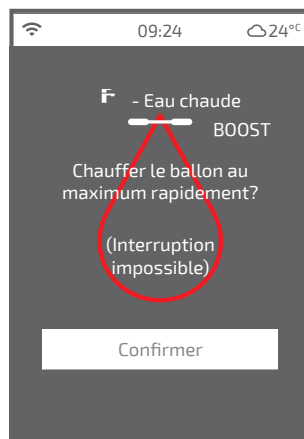 09:24 24°C
- Eau chaude
BOOST
Chauffer le ballon au
maximum rapidement?
(Interruption
impossible)
Confirmer